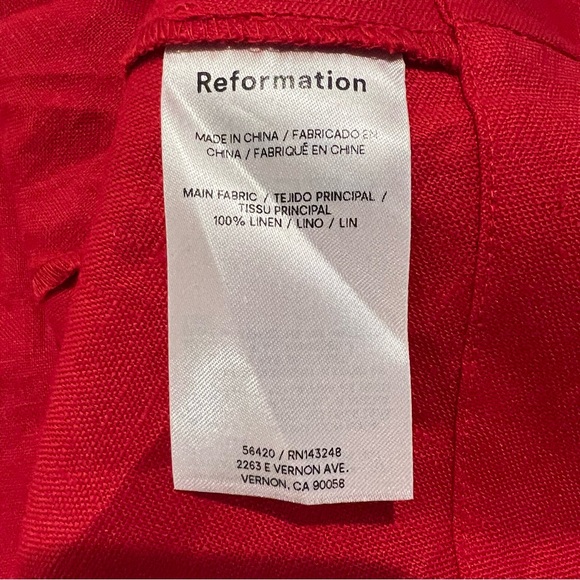 Reformation
MADE IN CHINA / FABRICADO EN
CHINA / FABRIQUÉ EN CHINE
MAIN FABRIC / TEJIDO PRINCIPAL /
TISSU PRINCIPAL
100% LINEN / LINO / LIN
56420 / RN143248
2263 E VERNON AVE.
VERNON, CA 90058